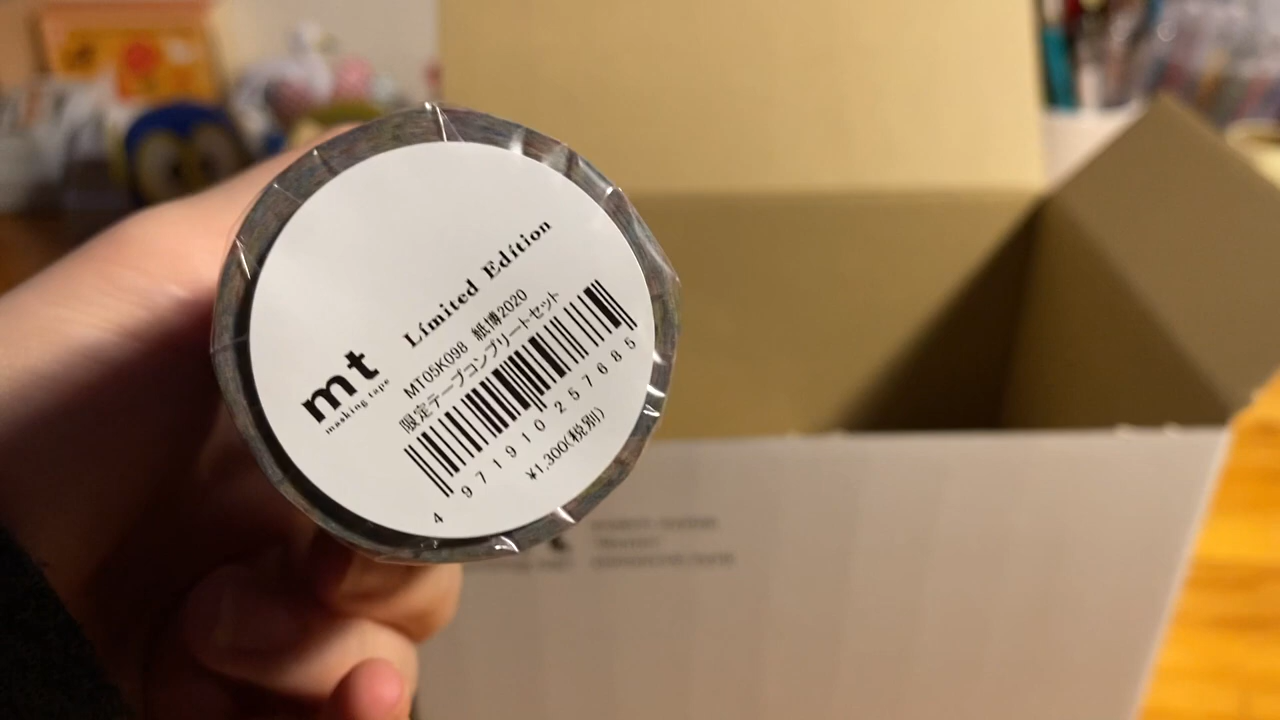 mt
masking tape
Limited Edition
MT05K098 紙博2020
限定テープコンプリートセット
4 971910 257685
¥1,300(税別)